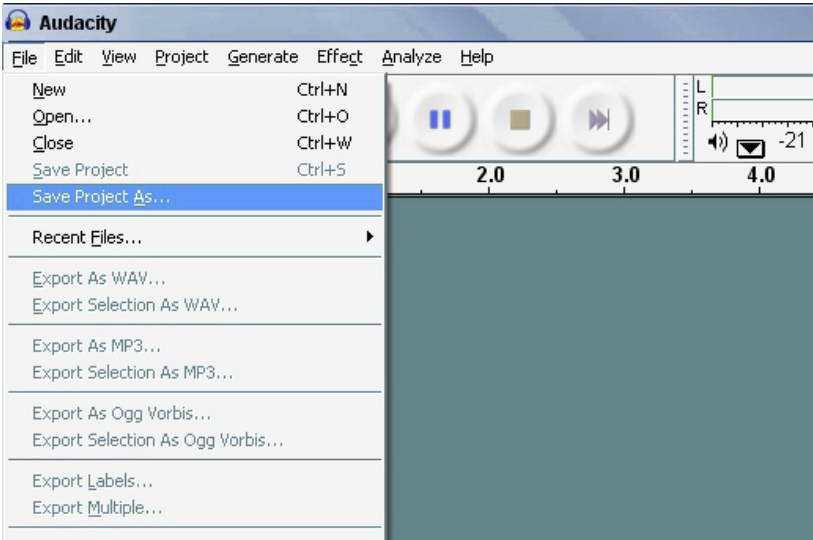 Audacity
File Edit View Project Generate Effect Analyze Help
New Ctrl+N
Open... Ctrl+O
Close Ctrl+W
Save Project Ctrl+S
Save Project As...
Recent Files...
Export As WAV...
Export Selection As WAV...
Export As MP3...
Export Selection As MP3...
Export As Ogg Vorbis...
Export Selection As Ogg Vorbis...
Export Labels...
Export Multiple...
L
R
-21
2.0 3.0 4.0